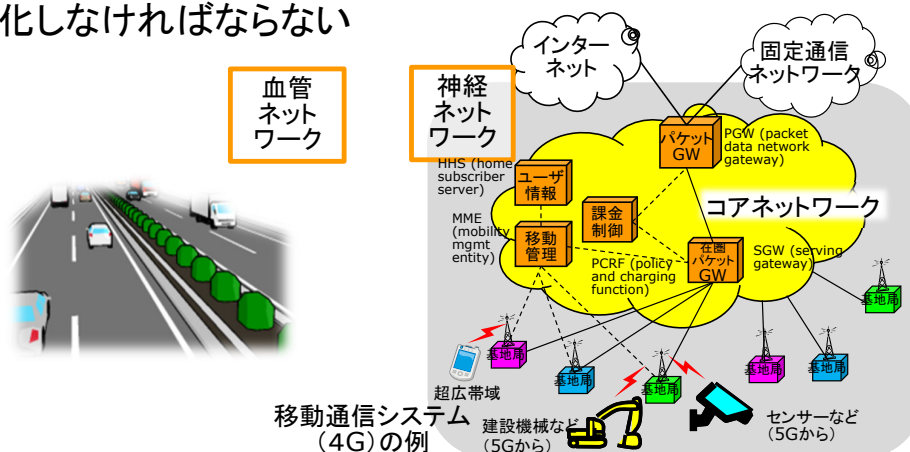 化しなければならない
血管
ネット
ワーク
神経
ネット
ワーク
インター
ネット
固定通信
ネットワーク
パケット
GW
PGW (packet
data network
gateway)
HHS (home
subscriber
server)
ユーザ
情報
課金
制御
コアネットワーク
MME
(mobility
mgmt
entity)
移動
管理
PCRF (policy
and charging
function)
在圏
パケット
GW
SGW (serving
gateway)
基地局
基地局
基地局
基地局
基地局
基地局
超広帯域
移動通信システム
(4G)の例
建設機械など
(5Gから)
センサーなど
(5Gから)